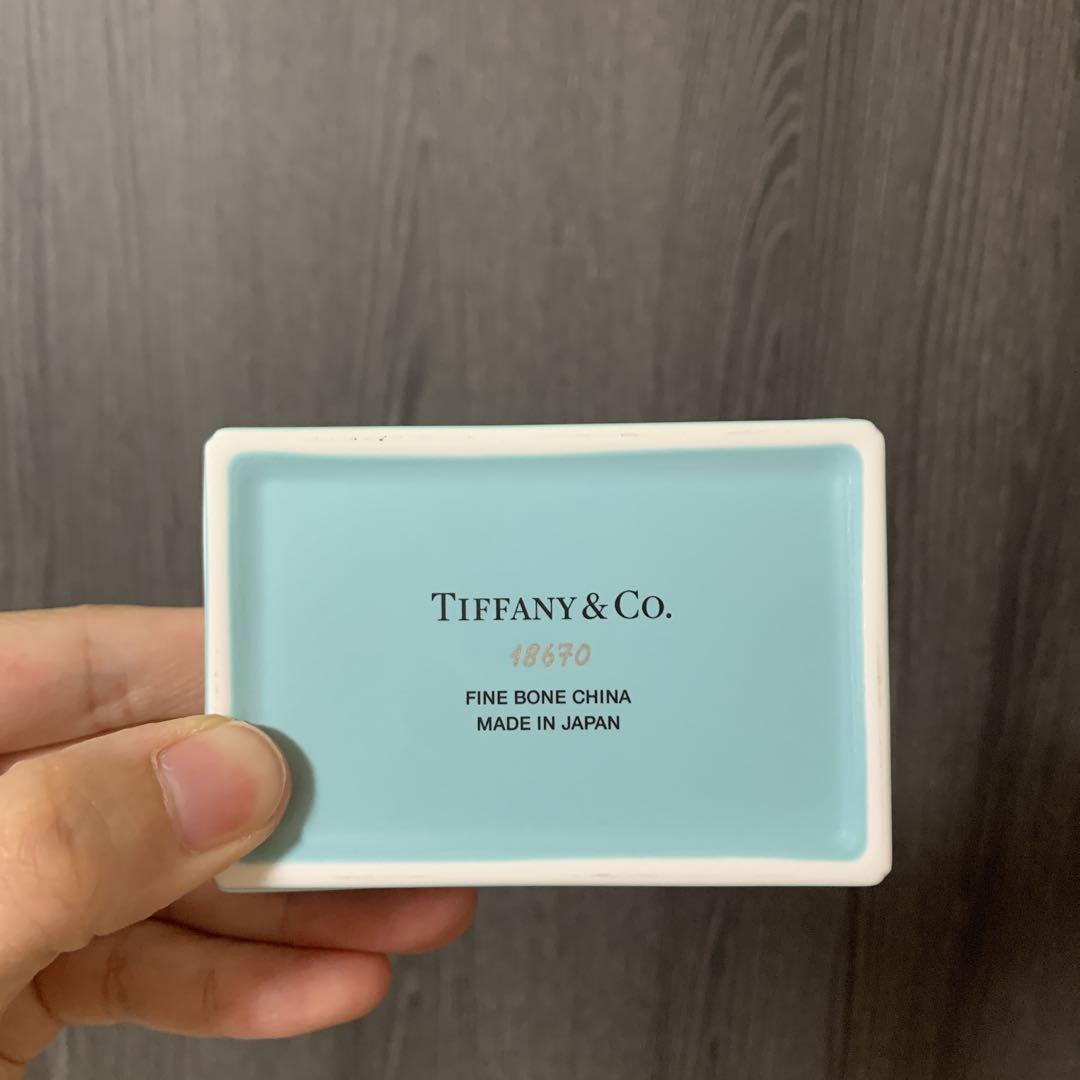 TIFFANY & CO.
18670
FINE BONE CHINA
MADE IN JAPAN